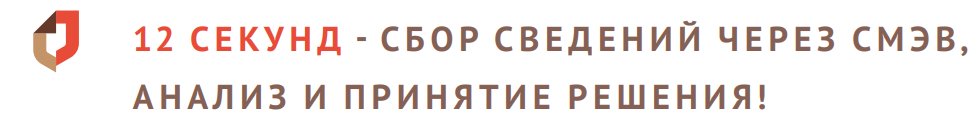 12 СЕКУНД - СБОР СВЕДЕНИЙ ЧЕРЕЗ СМЭВ,
АНАЛИЗ И ПРИНЯТИЕ РЕШЕНИЯ!